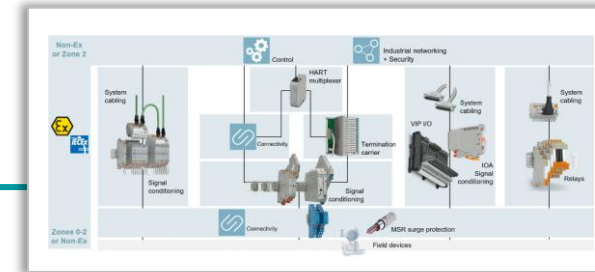 Non-Ex
or Zone 2
Control
Industrial networking
+ Security
HART
multiplexer
System
cabling
System
cabling
System
cabling
VIP I/O
Ex
IECEx
Connectivity
Termination
carrier
IOA
Signal
conditioning
Relays
Signal
conditioning
Signal
conditioning
Zones 0-2
or Non-Ex
Connectivity
MSR surge protection
Field devices